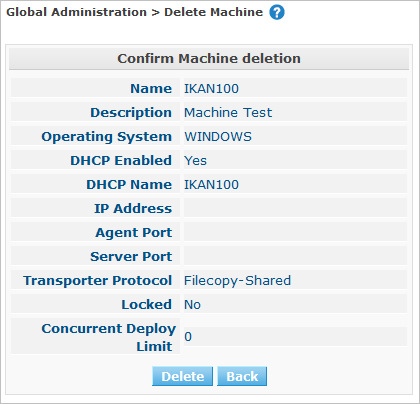 Global Administration > Delete Machine ?
Confirm Machine deletion
Name IKAN100
Description Machine Test
Operating System WINDOWS
DHCP Enabled Yes
DHCP Name IKAN100
IP Address
Agent Port
Server Port
Transporter Protocol Filecopy-Shared
Locked No
Concurrent Deploy
Limit 0
Delete Back